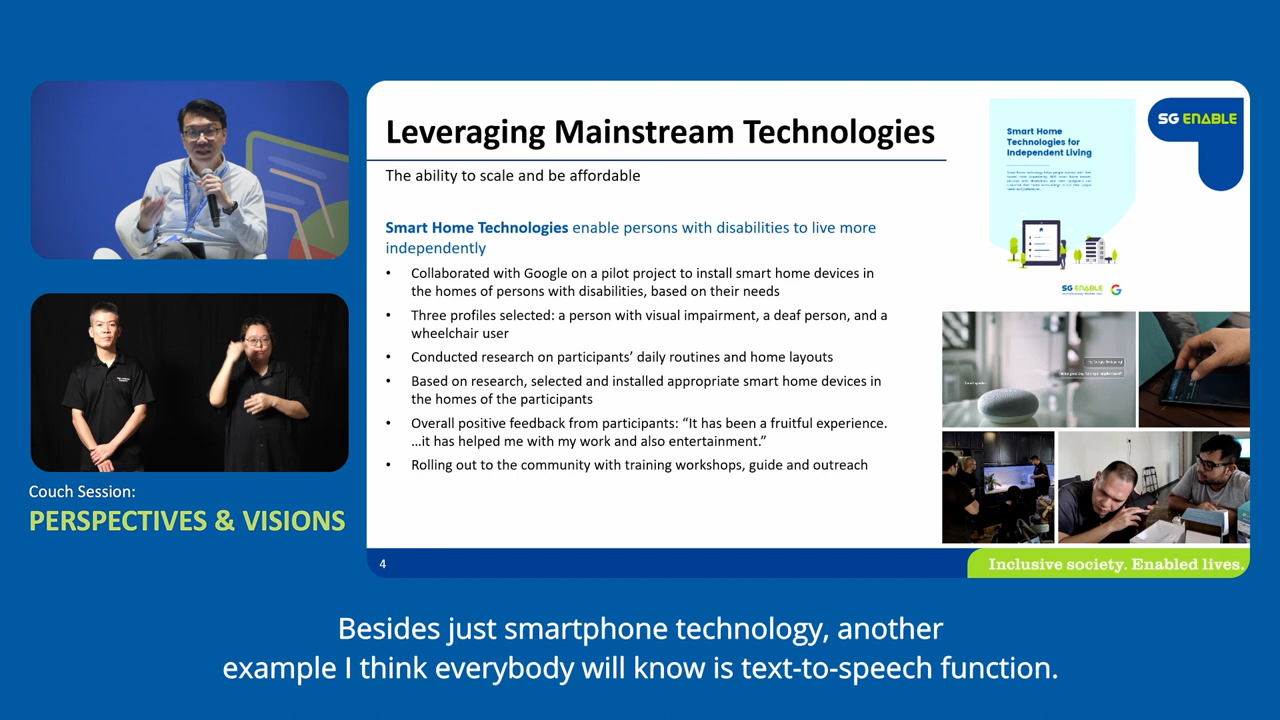 Leveraging Mainstream Technologies
The ability to scale and be affordable
Smart Home Technologies enable persons with disabilities to live more
independently
• Collaborated with Google on a pilot project to install smart home devices in
the homes of persons with disabilities, based on their needs
• Three profiles selected: a person with visual impairment, a deaf person, and a
wheelchair user
• Conducted research on participants’ daily routines and home layouts
• Based on research, selected and installed appropriate smart home devices in
the homes of the participants
• Overall positive feedback from participants: “It has been a fruitful experience.
...it has helped me with my work and also entertainment.”
• Rolling out to the community with training workshops, guide and outreach
Smart Home
Technologies for
Independent Living
SG ENABLE
G
SG ENABLE
4
Inclusive society. Enabled lives.
Couch Session:
PERSPECTIVES & VISIONS
Besides just smartphone technology, another
example I think everybody will know is text-to-speech function.